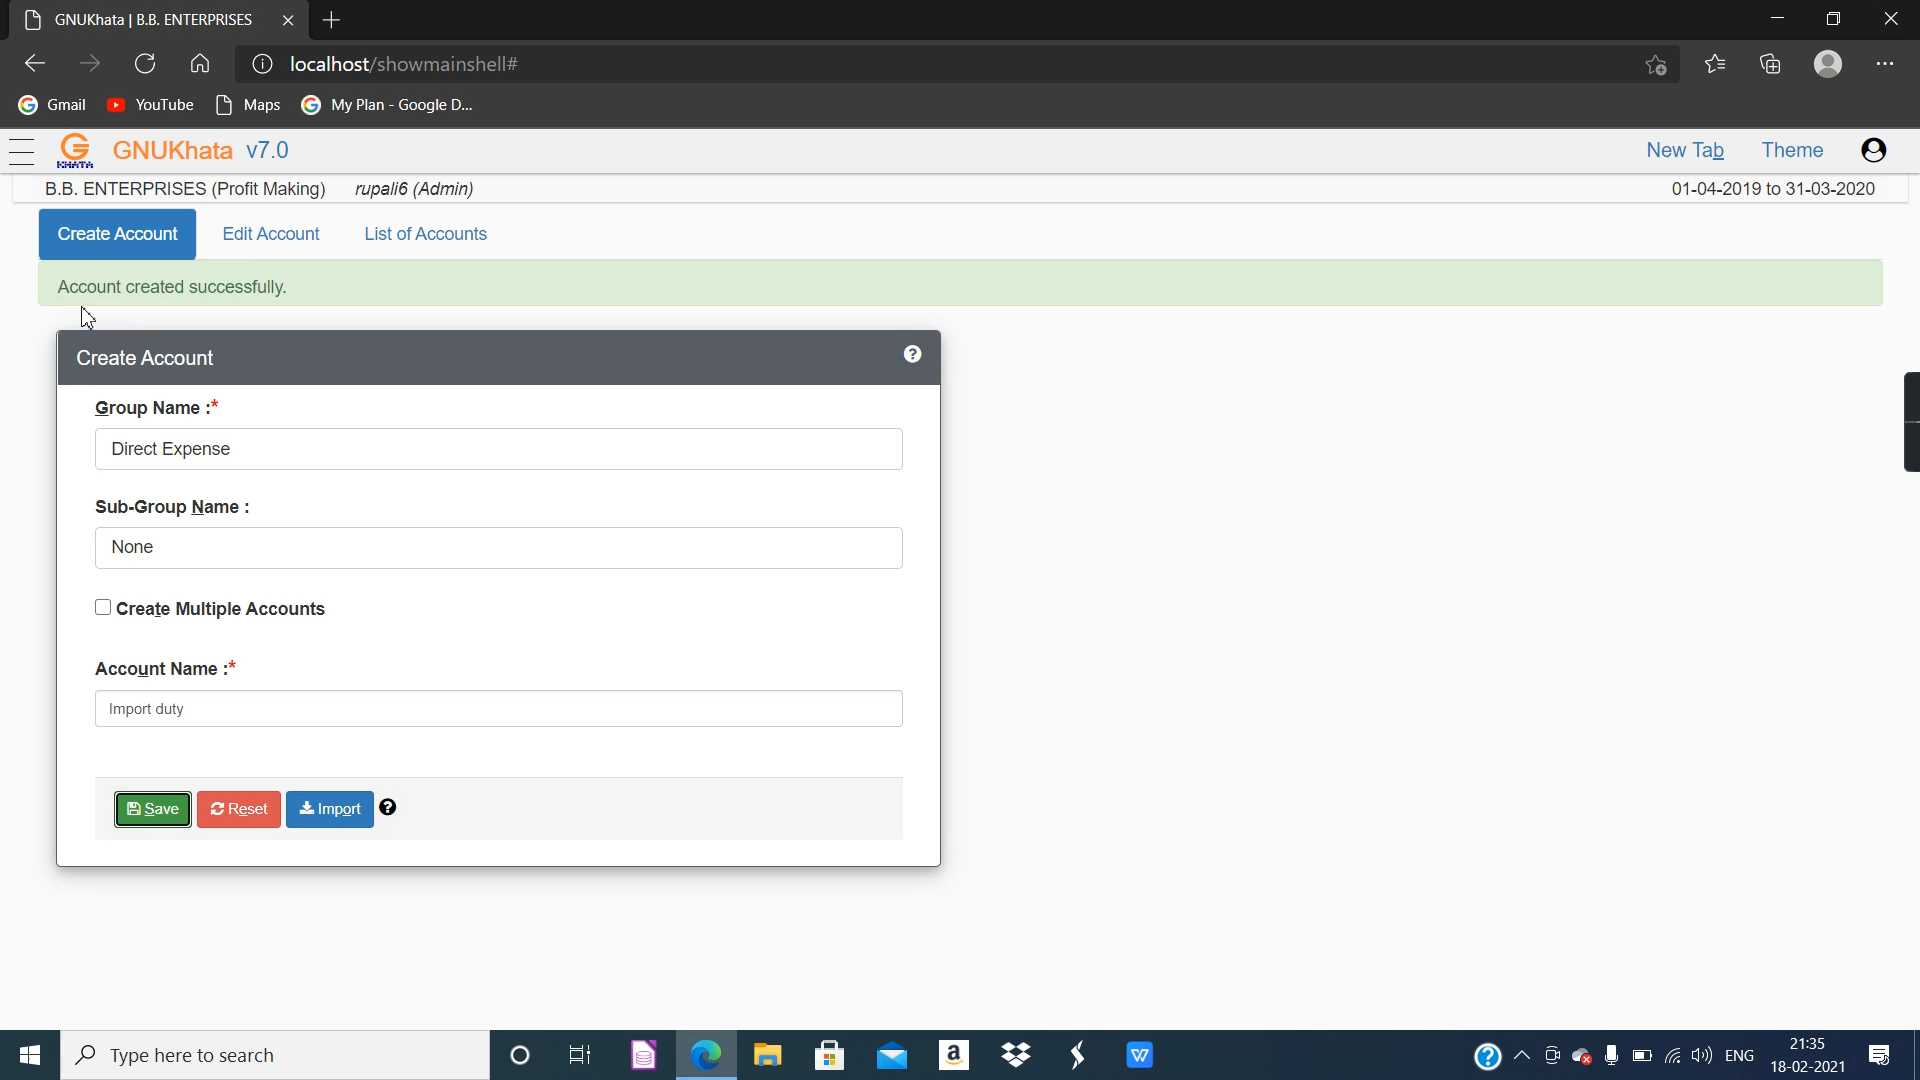 GNUKhata | B.B. ENTERPRISES
localhost/showmainshell#
Gmail YouTube Maps My Plan - Google D...
KHATA GNUKhata v7.0 New Tab Theme
B.B. ENTERPRISES (Profit Making) rupali6 (Admin) 01-04-2019 to 31-03-2020
Create Account Edit Account List of Accounts
Account created successfully.
Create Account
Group Name :*
Direct Expense
Sub-Group Name :
None
Create Multiple Accounts
Account Name :*
Import duty
Save Reset Import
Type here to search
ENG
21:35
18-02-2021